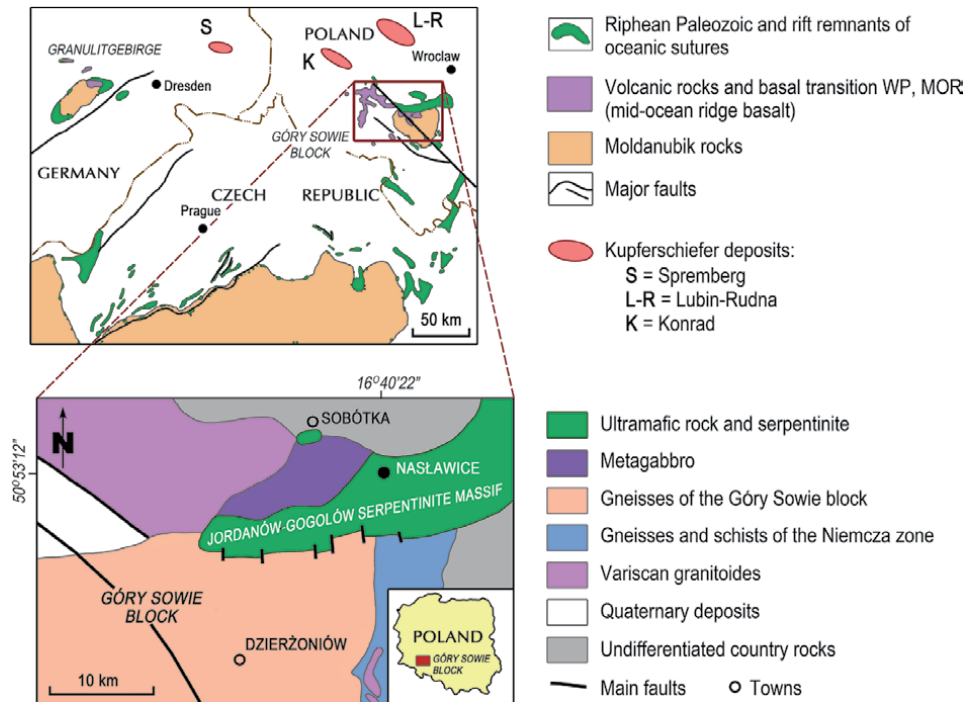 GRANULITGEBIRGE
S
POLAND
L-R
K
Wroclaw
Dresden
GÓRY SOWIE
BLOCK
GERMANY
CZECH
REPUBLIC
Prague
50 km
Riphean Paleozoic and rift remnants of
oceanic sutures
Volcanic rocks and basal transition WP, MOR
(mid-ocean ridge basalt)
Moldanubik rocks
Major faults
Kupferschiefer deposits:
S = Spremberg
L-R = Lubin-Rudna
K = Konrad
16°40'22"
50°53'12"
N
SOBÓTKA
NASŁAWICE
JORDANÓW-GOGOLÓW SERPENTINITE MASSIF
GÓRY SOWIE
BLOCK
DZIERŻONIÓW
10 km
POLAND
GÓRY SOWIE
BLOCK
Ultramafic rock and serpentinite
Metagabbro
Gneisses of the Góry Sowie block
Gneisses and schists of the Niemcza zone
Variscan granitoides
Quaternary deposits
Undifferentiated country rocks
Main faults
Towns